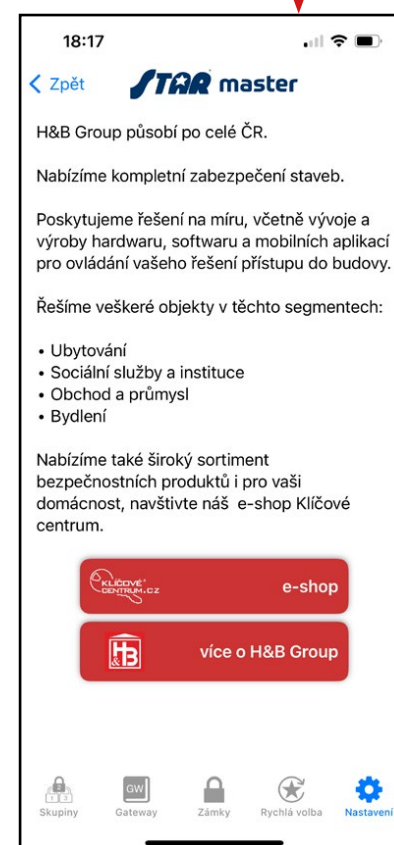 18:17
Zpět
STAR master
H&B Group působí po celé ČR.
Nabízíme kompletní zabezpečení staveb.
Poskytujeme řešení na míru, včetně vývoje a
výroby hardwaru, softwaru a mobilních aplikací
pro ovládání vašeho řešení přístupu do budovy.
Řešíme veškeré objekty v těchto segmentech:
• Ubytování
• Sociální služby a instituce
• Obchod a průmysl
• Bydlení
Nabízíme také široký sortiment
bezpečnostních produktů i pro vaši
domácnost, navštivte náš  e-shop Klíčové
centrum.
KLÍČOVÉ
CENTRUM.CZ
e-shop
H&B
více o H&B Group
1 3
GW
Skupiny
Gateway
Zámky
Rychlá volba
Nastavení